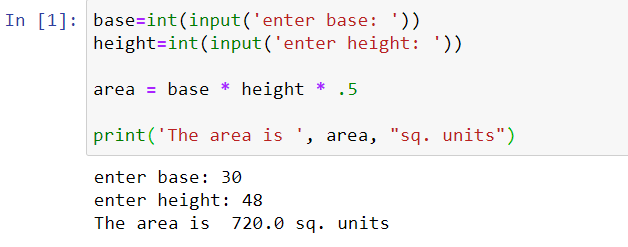 In [1]: base=int(input('enter base: '))
height=int(input('enter height: '))
area = base * height * .5
print('The area is ', area, "sq. units")
enter base: 30
enter height: 48
The area is  720.0 sq. units